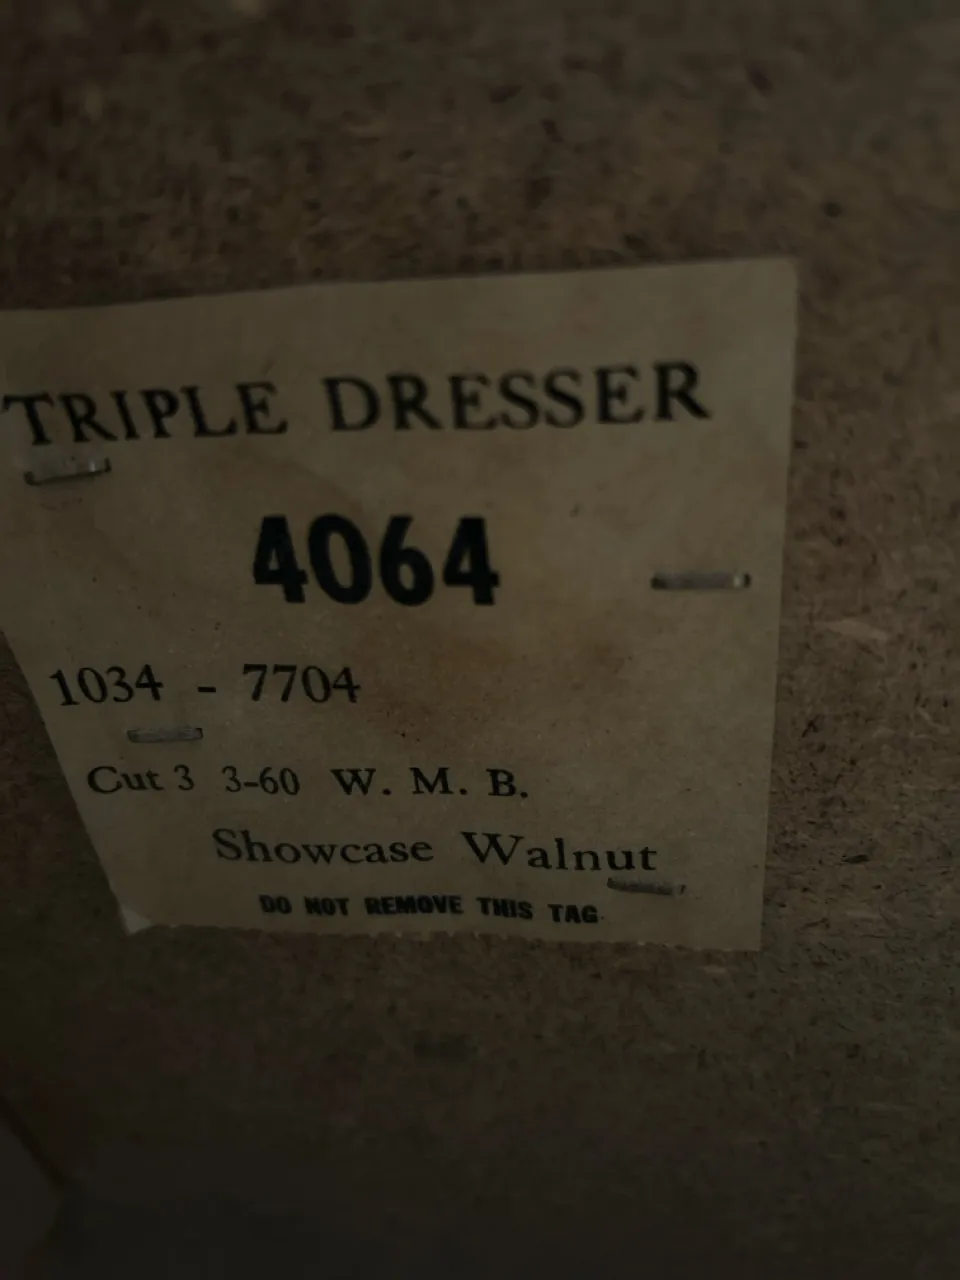 TRIPLE DRESSER
4064
1034 - 7704
Cut 3 3-60 W. M. B.
Showcase Walnut
DO NOT REMOVE THIS TAG